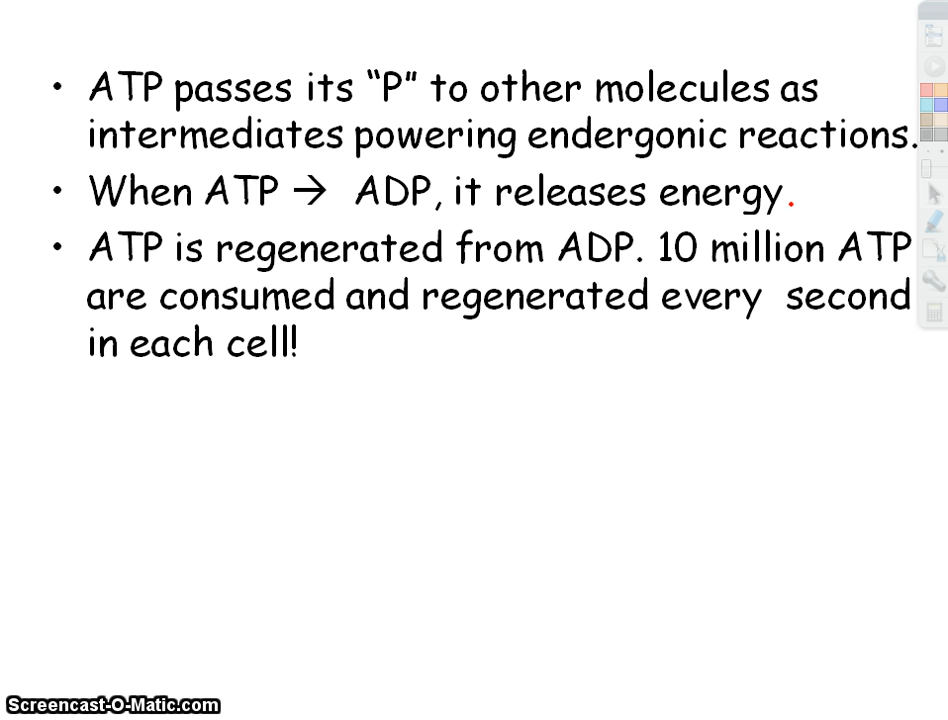 • ATP passes its “P” to other molecules as
intermediates powering endergonic reactions.
• When ATP → ADP, it releases energy.
• ATP is regenerated from ADP. 10 million ATP
are consumed and regenerated every second
in each cell!
Screencast-O-Matic.com